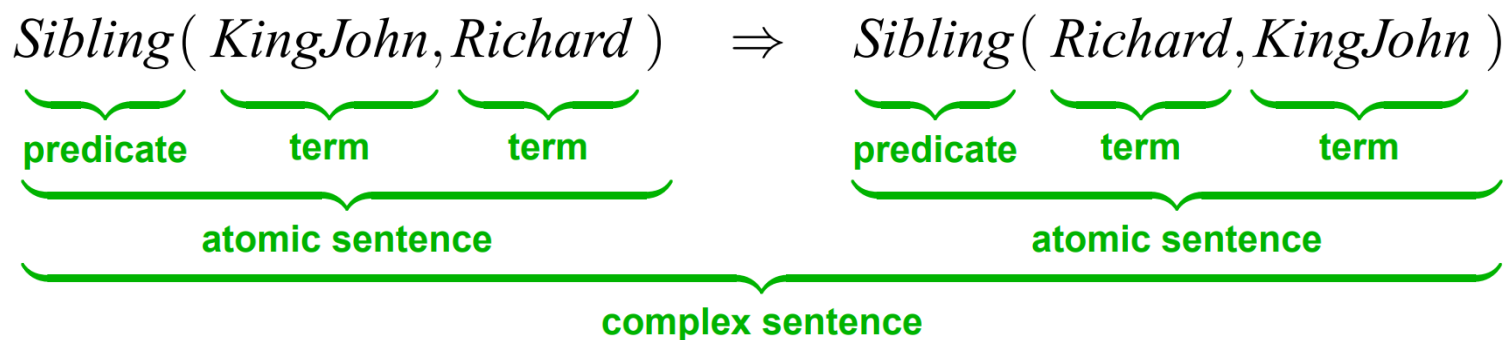 Sibling( KingJohn, Richard ) ⇒ Sibling( Richard, KingJohn )
predicate term term predicate term term
atomic sentence atomic sentence
complex sentence